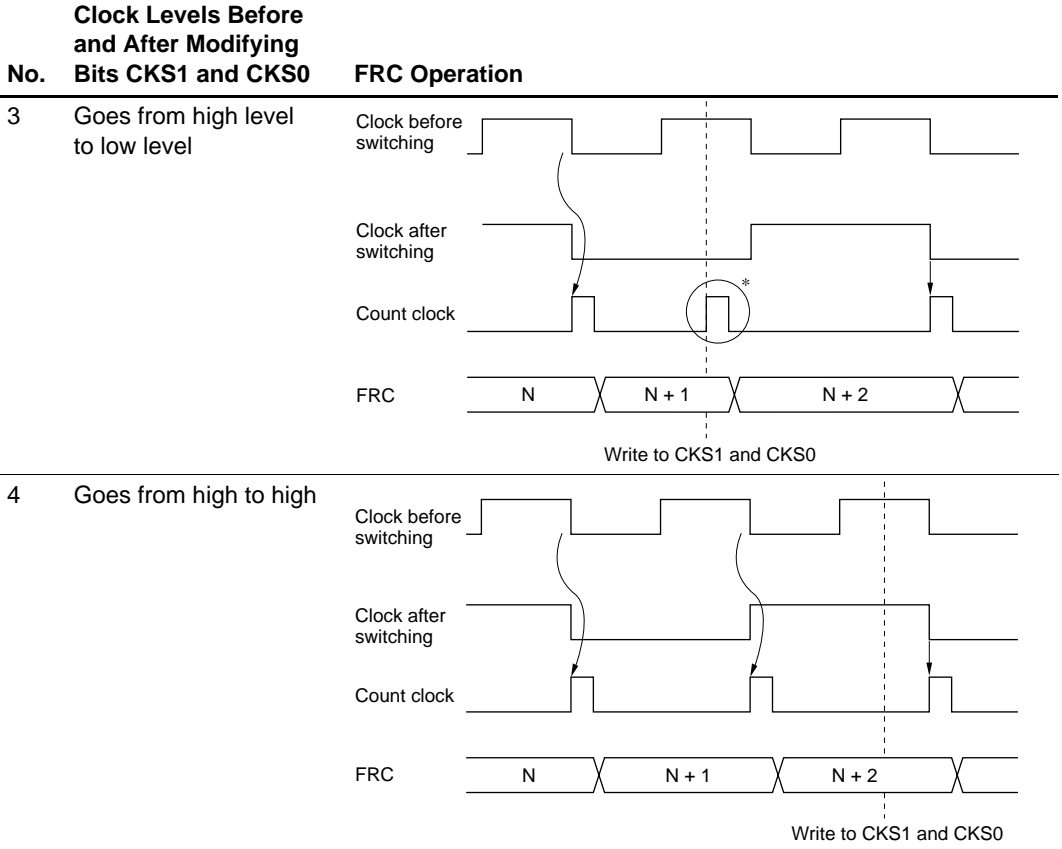 Clock Levels Before
and After Modifying
No. Bits CKS1 and CKS0 FRC Operation
3 Goes from high level
to low level
Clock before
switching
Clock after
switching
*
Count clock
FRC N N + 1 N + 2
Write to CKS1 and CKS0
4 Goes from high to high
Clock before
switching
Clock after
switching
Count clock
FRC N N + 1 N + 2
Write to CKS1 and CKS0